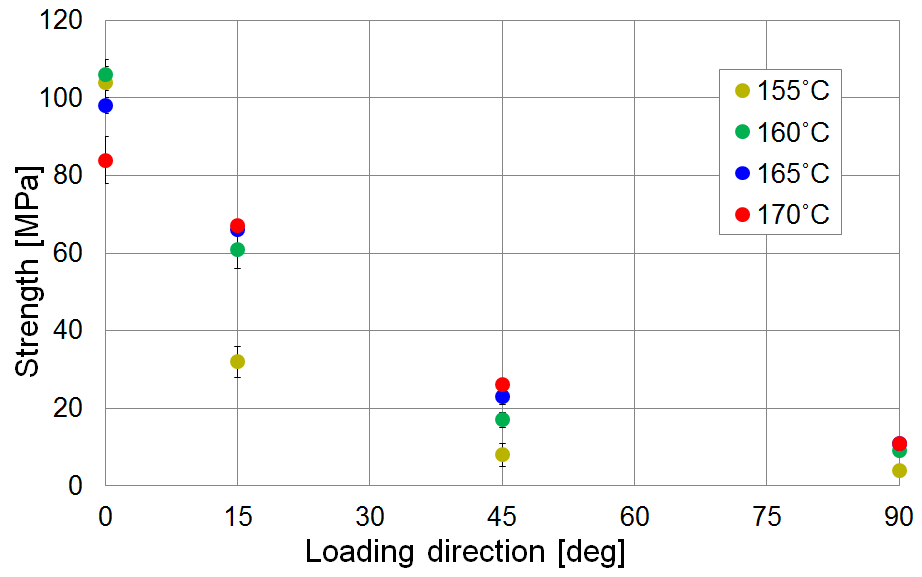 120
100
80
60
40
20
0
Strength [MPa]
155˚C
160˚C
165˚C
170˚C
0 15 30 45 60 75 90
Loading direction [deg]